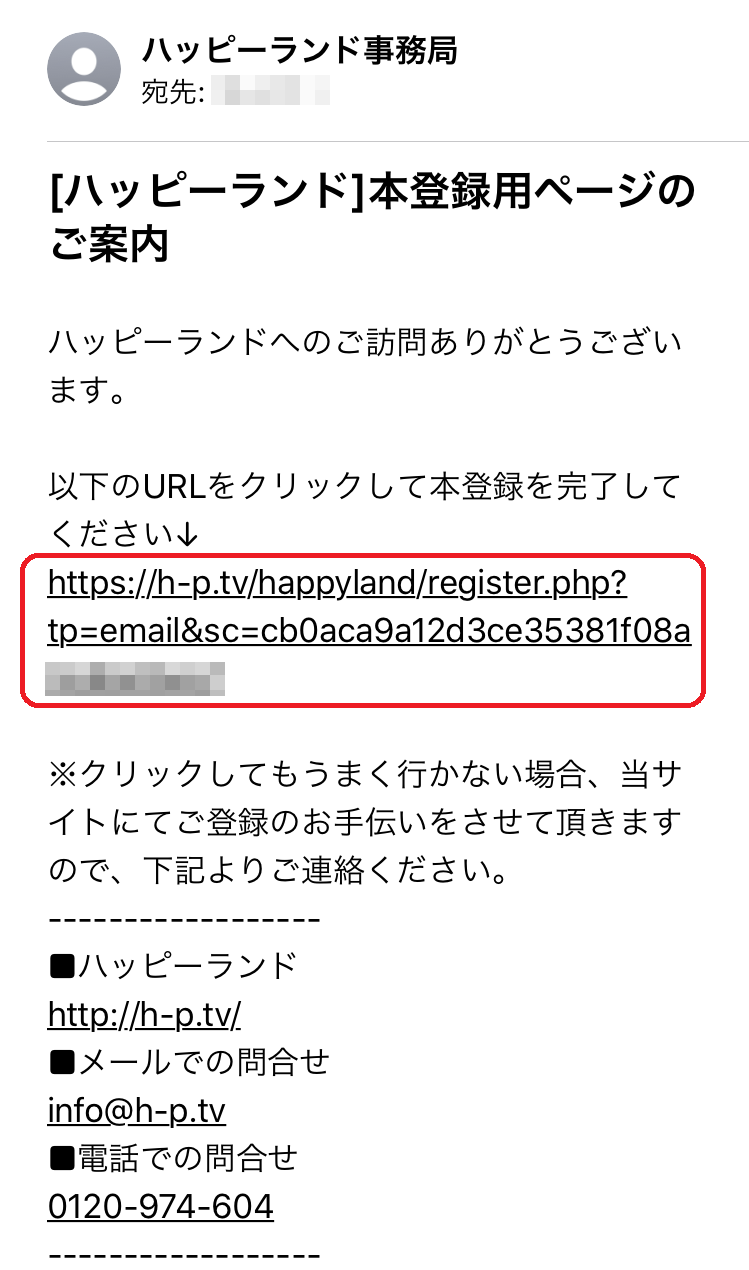 ハッピーランド事務局
宛先:
[ハッピーランド]本登録用ページの
ご案内
ハッピーランドへのご訪問ありがとうござい
ます。
以下のURLをクリックして本登録を完了して
ください↓
https://h-p.tv/happyland/register.php?
tp=email&sc=cb0aca9a12d3ce35381f08a
※クリックしてもうまく行かない場合、当サ
イトにてご登録のお手伝いをさせて頂きます
ので、下記よりご連絡ください。
------------------
■ハッピーランド
http://h-p.tv/
■メールでの問合せ
info@h-p.tv
■電話での問合せ
0120-974-604
------------------